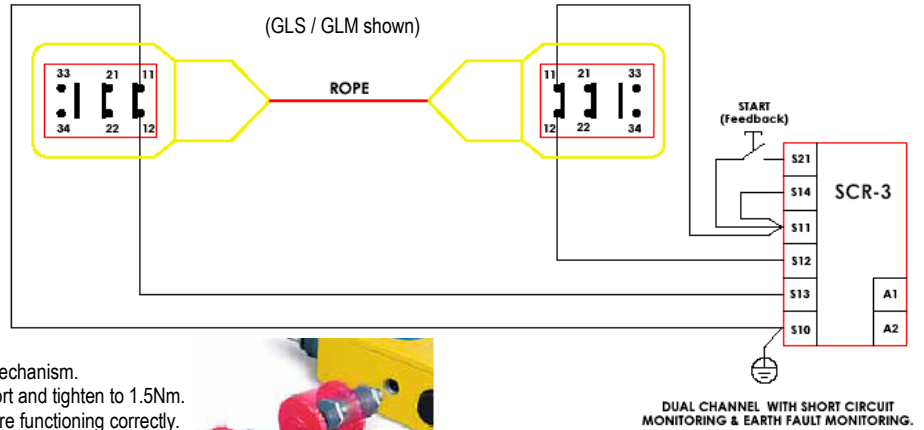 (GLS / GLM shown)
33 21 11
34 22 12
ROPE
11 21 33
12 22 34
START
(Feedback)
S21
S14
S11
S12
S13
S10
SCR-3
A1
A2
echanism.
ort and tighten to 1.5Nm.
re functioning correctly.
DUAL CHANNEL WITH SHORT CIRCUIT
MONITORING & EARTH FAULT MONITORING.